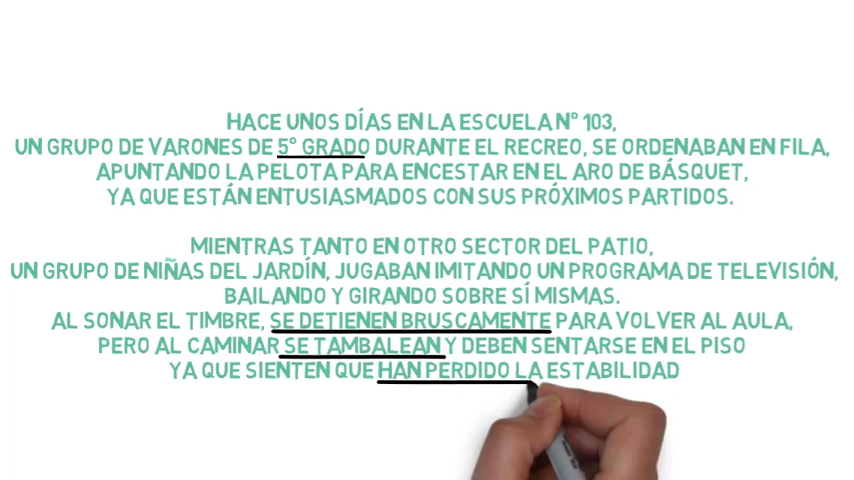 HACE UNOS DÍAS EN LA ESCUELA N° 103,
UN GRUPO DE VARONES DE 5° GRADO DURANTE EL RECREO, SE ORDENABAN EN FILA,
APUNTANDO LA PELOTA PARA ENCESTAR EN EL ARO DE BÁSQUET,
YA QUE ESTÁN ENTUSIASMADOS CON SUS PRÓXIMOS PARTIDOS.
MIENTRAS TANTO EN OTRO SECTOR DEL PATIO,
UN GRUPO DE NIÑAS DEL JARDÍN, JUGABAN IMITANDO UN PROGRAMA DE TELEVISIÓN,
BAILANDO Y GIRANDO SOBRE SÍ MISMAS.
AL SONAR EL TIMBRE, SE DETIENEN BRUSCAMENTE PARA VOLVER AL AULA,
PERO AL CAMINAR SE TAMBALEAN Y DEBEN SENTARSE EN EL PISO
YA QUE SIENTEN QUE HAN PERDIDO LA ESTABILIDAD